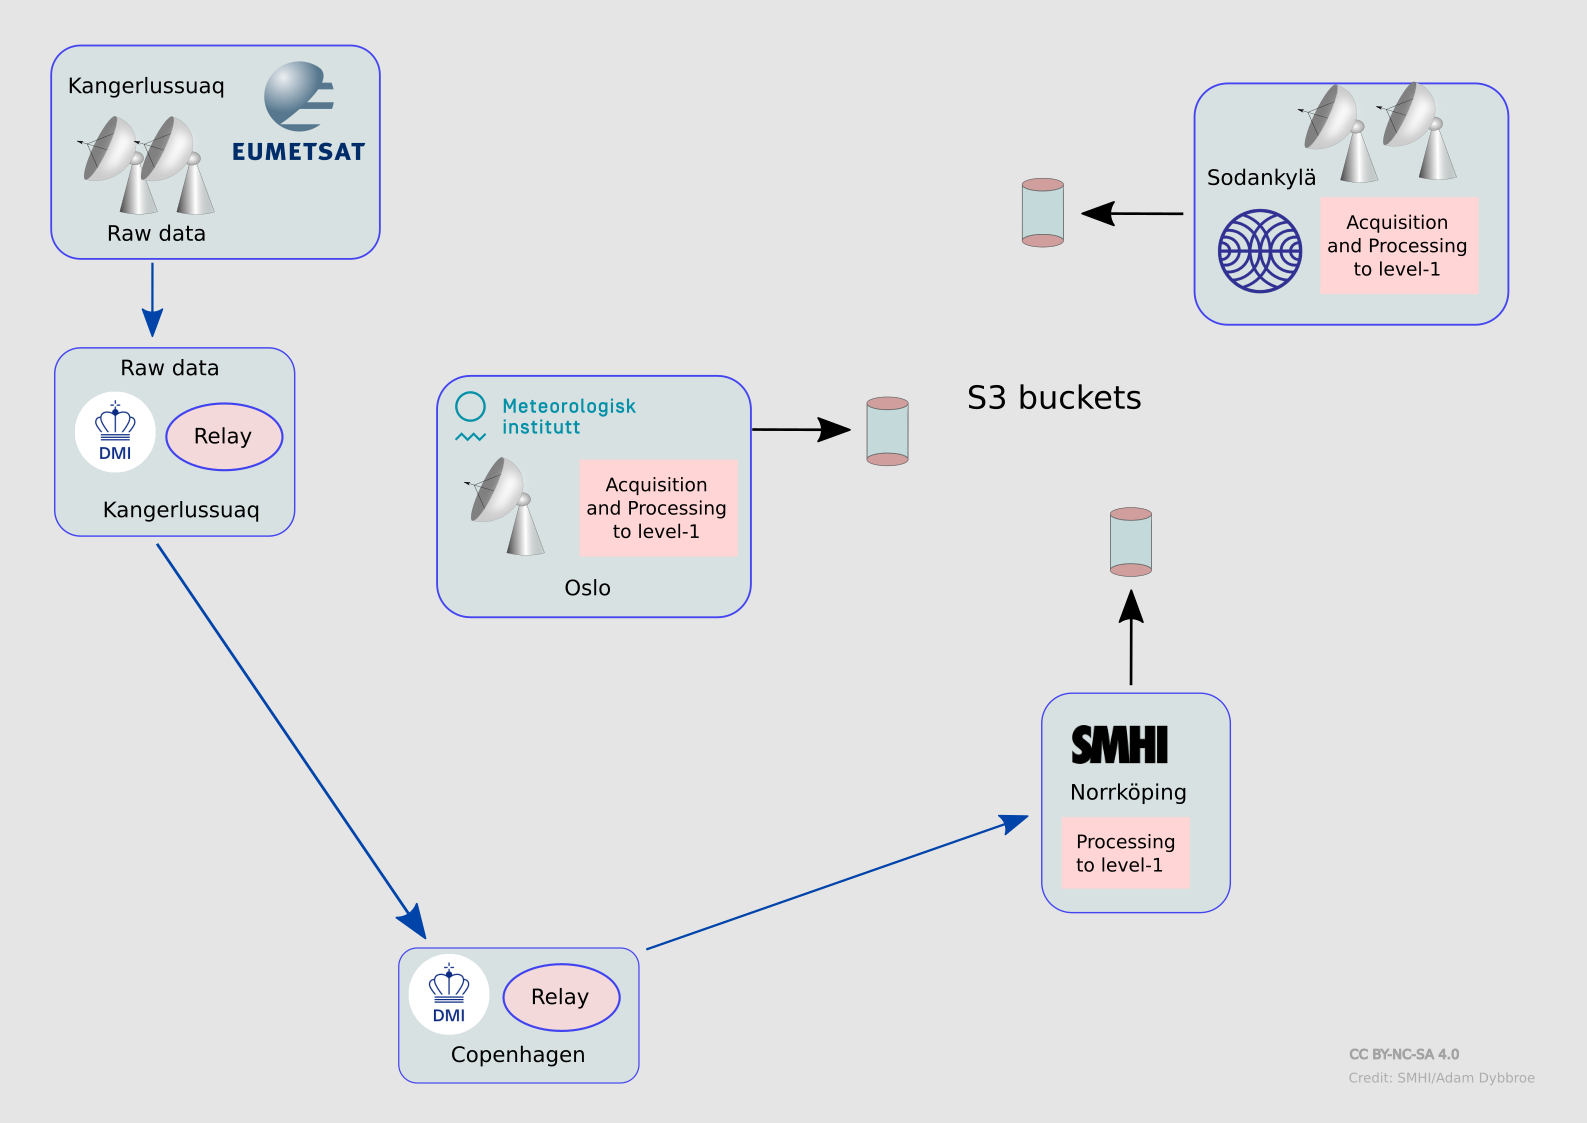 Kangerlussuaq
EUMETSAT
Raw data
Raw data
DMI
Relay
Kangerlussuaq
Meteorologisk
institutt
Acquisition
and Processing
to level-1
Oslo
Sodankylä
Acquisition
and Processing
to level-1
S3 buckets
SMHI
Norrköping
Processing
to level-1
DMI
Relay
Copenhagen
CC BY-NC-SA 4.0
Credit: SMHI/Adam Dybbroe